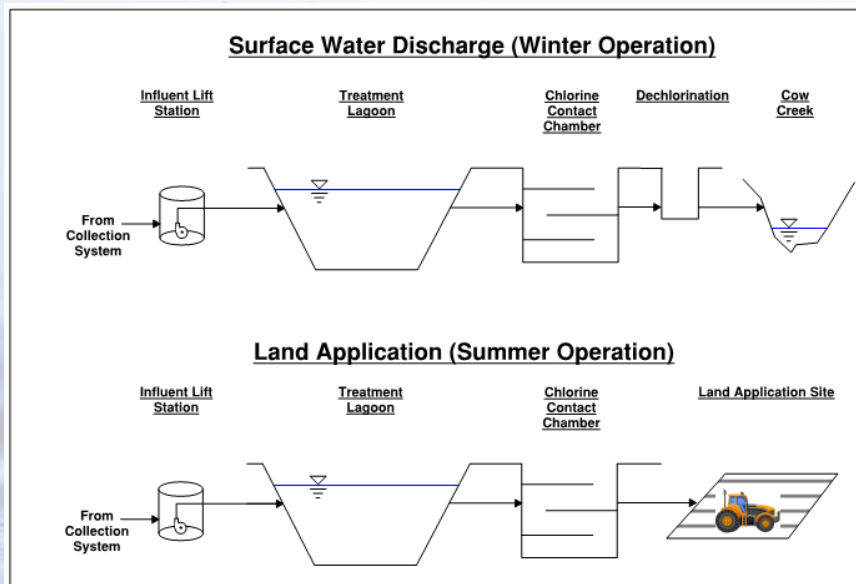 Surface Water Discharge (Winter Operation)
Influent Lift
Station
Treatment
Lagoon
Chlorine
Contact
Chamber
Dechlorination
Cow
Creek
From
Collection
System
Land Application (Summer Operation)
Influent Lift
Station
Treatment
Lagoon
Chlorine
Contact
Chamber
Land Application Site
From
Collection
System